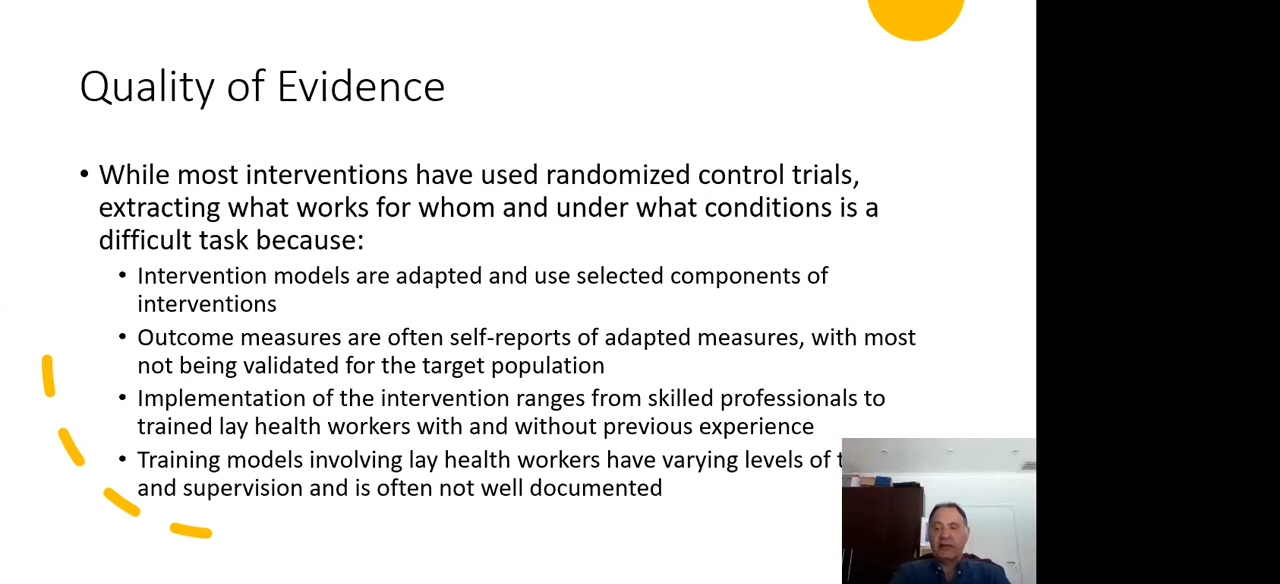 Quality of Evidence
• While most interventions have used randomized control trials,
extracting what works for whom and under what conditions is a
difficult task because:
• Intervention models are adapted and use selected components of
interventions
• Outcome measures are often self-reports of adapted measures, with most
not being validated for the target population
• Implementation of the intervention ranges from skilled professionals to
trained lay health workers with and without previous experience
• Training models involving lay health workers have varying levels of
and supervision and is often not well documented